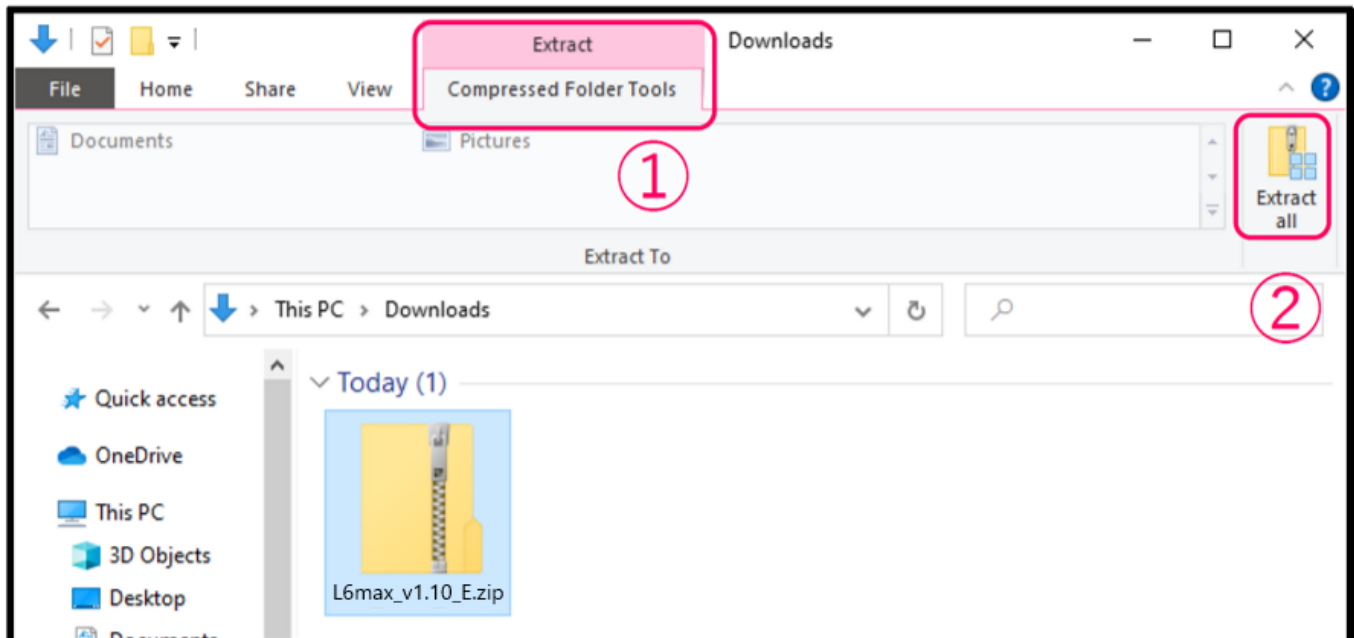 Extract
Downloads
File
Home
Share
View
Compressed Folder Tools
Documents
Pictures
①
Extract
all
Extract To
This PC
Downloads
②
Quick access
Today (1)
OneDrive
This PC
3D Objects
L6max_v1.10_E.zip
Desktop
Documents